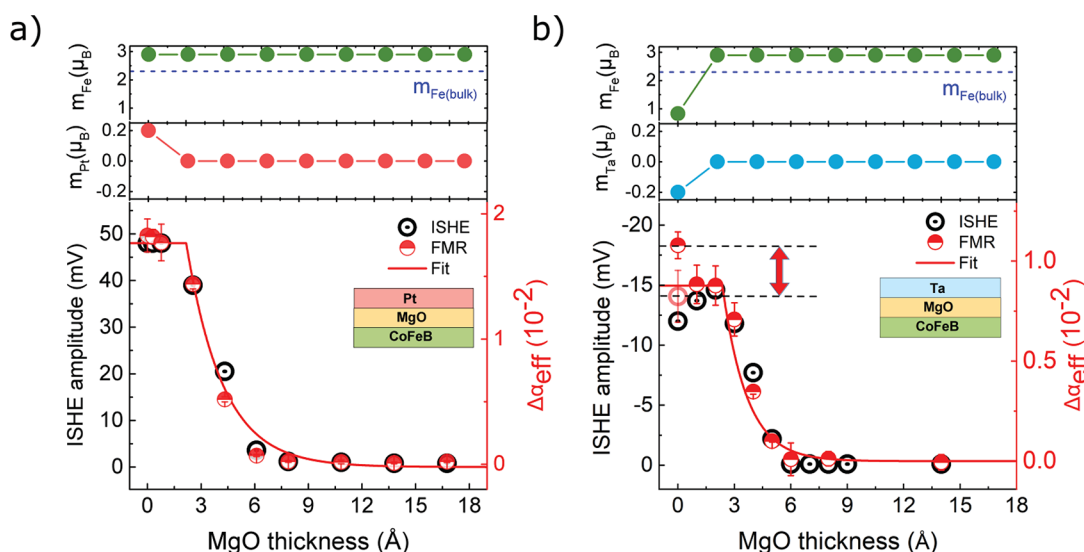 a)
3
2
1
m_Fe(μ_B)
m_Fe(bulk)
0.2
0.0
-0.2
m_Pt(μ_B)
50
40
30
20
10
0
ISHE amplitude (mV)
ISHE
FMR
Fit
Pt
MgO
CoFeB
2
1
0
Δα_eff (10^-2)
0 3 6 9 12 15 18
MgO thickness (Å)
b)
3
2
1
m_Fe(μ_B)
m_Fe(bulk)
0.2
0.0
-0.2
m_Ta(μ_B)
-20
-15
-10
-5
0
ISHE amplitude (mV)
ISHE
FMR
Fit
Ta
MgO
CoFeB
1.0
0.5
0.0
Δα_eff (10^-2)
0 3 6 9 12 15 18
MgO thickness (Å)